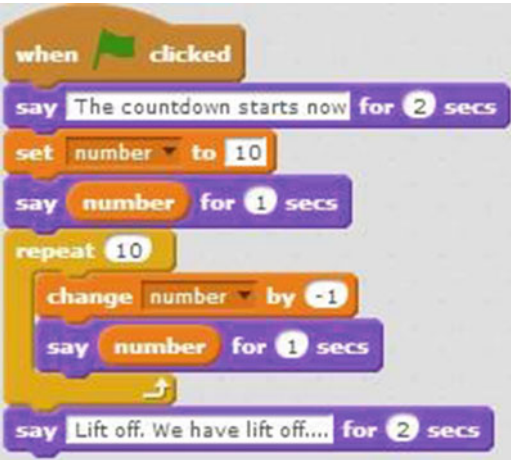 when clicked
say The countdown starts now for 2 secs
set number to 10
say number for 1 secs
repeat 10
change number by -1
say number for 1 secs
say Lift off. We have lift off.... for 2 secs